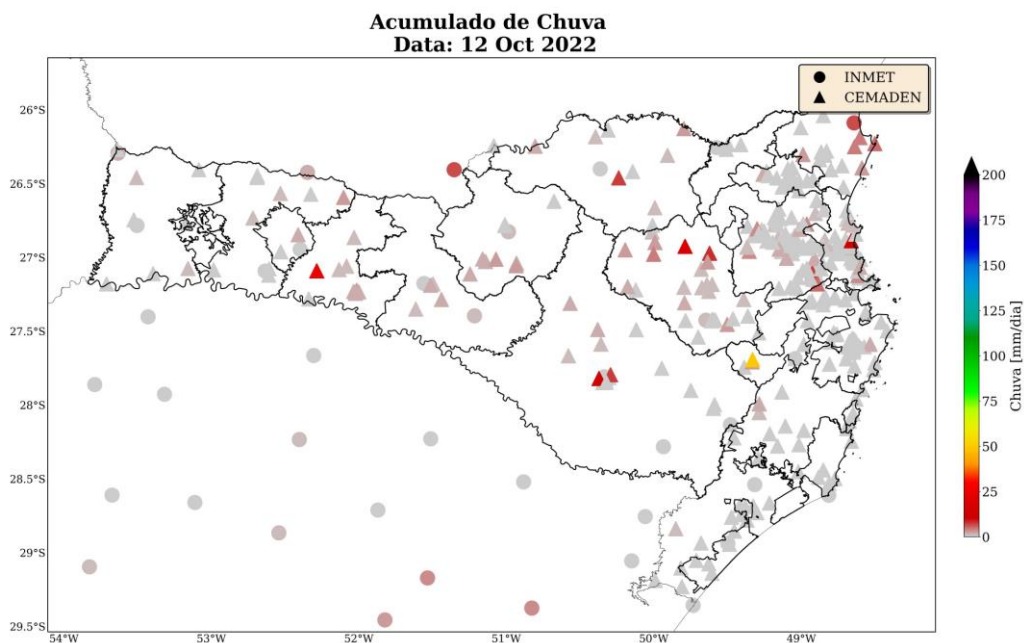 Acumulado de Chuva
Data: 12 Oct 2022
INMET
CEMADEN
26°S
26.5°S
27°S
27.5°S
28°S
28.5°S
29°S
29.5°S
54°W
53°W
52°W
51°W
50°W
49°W
200
175
150
125
100
75
50
25
0
Chuva [mm/dia]